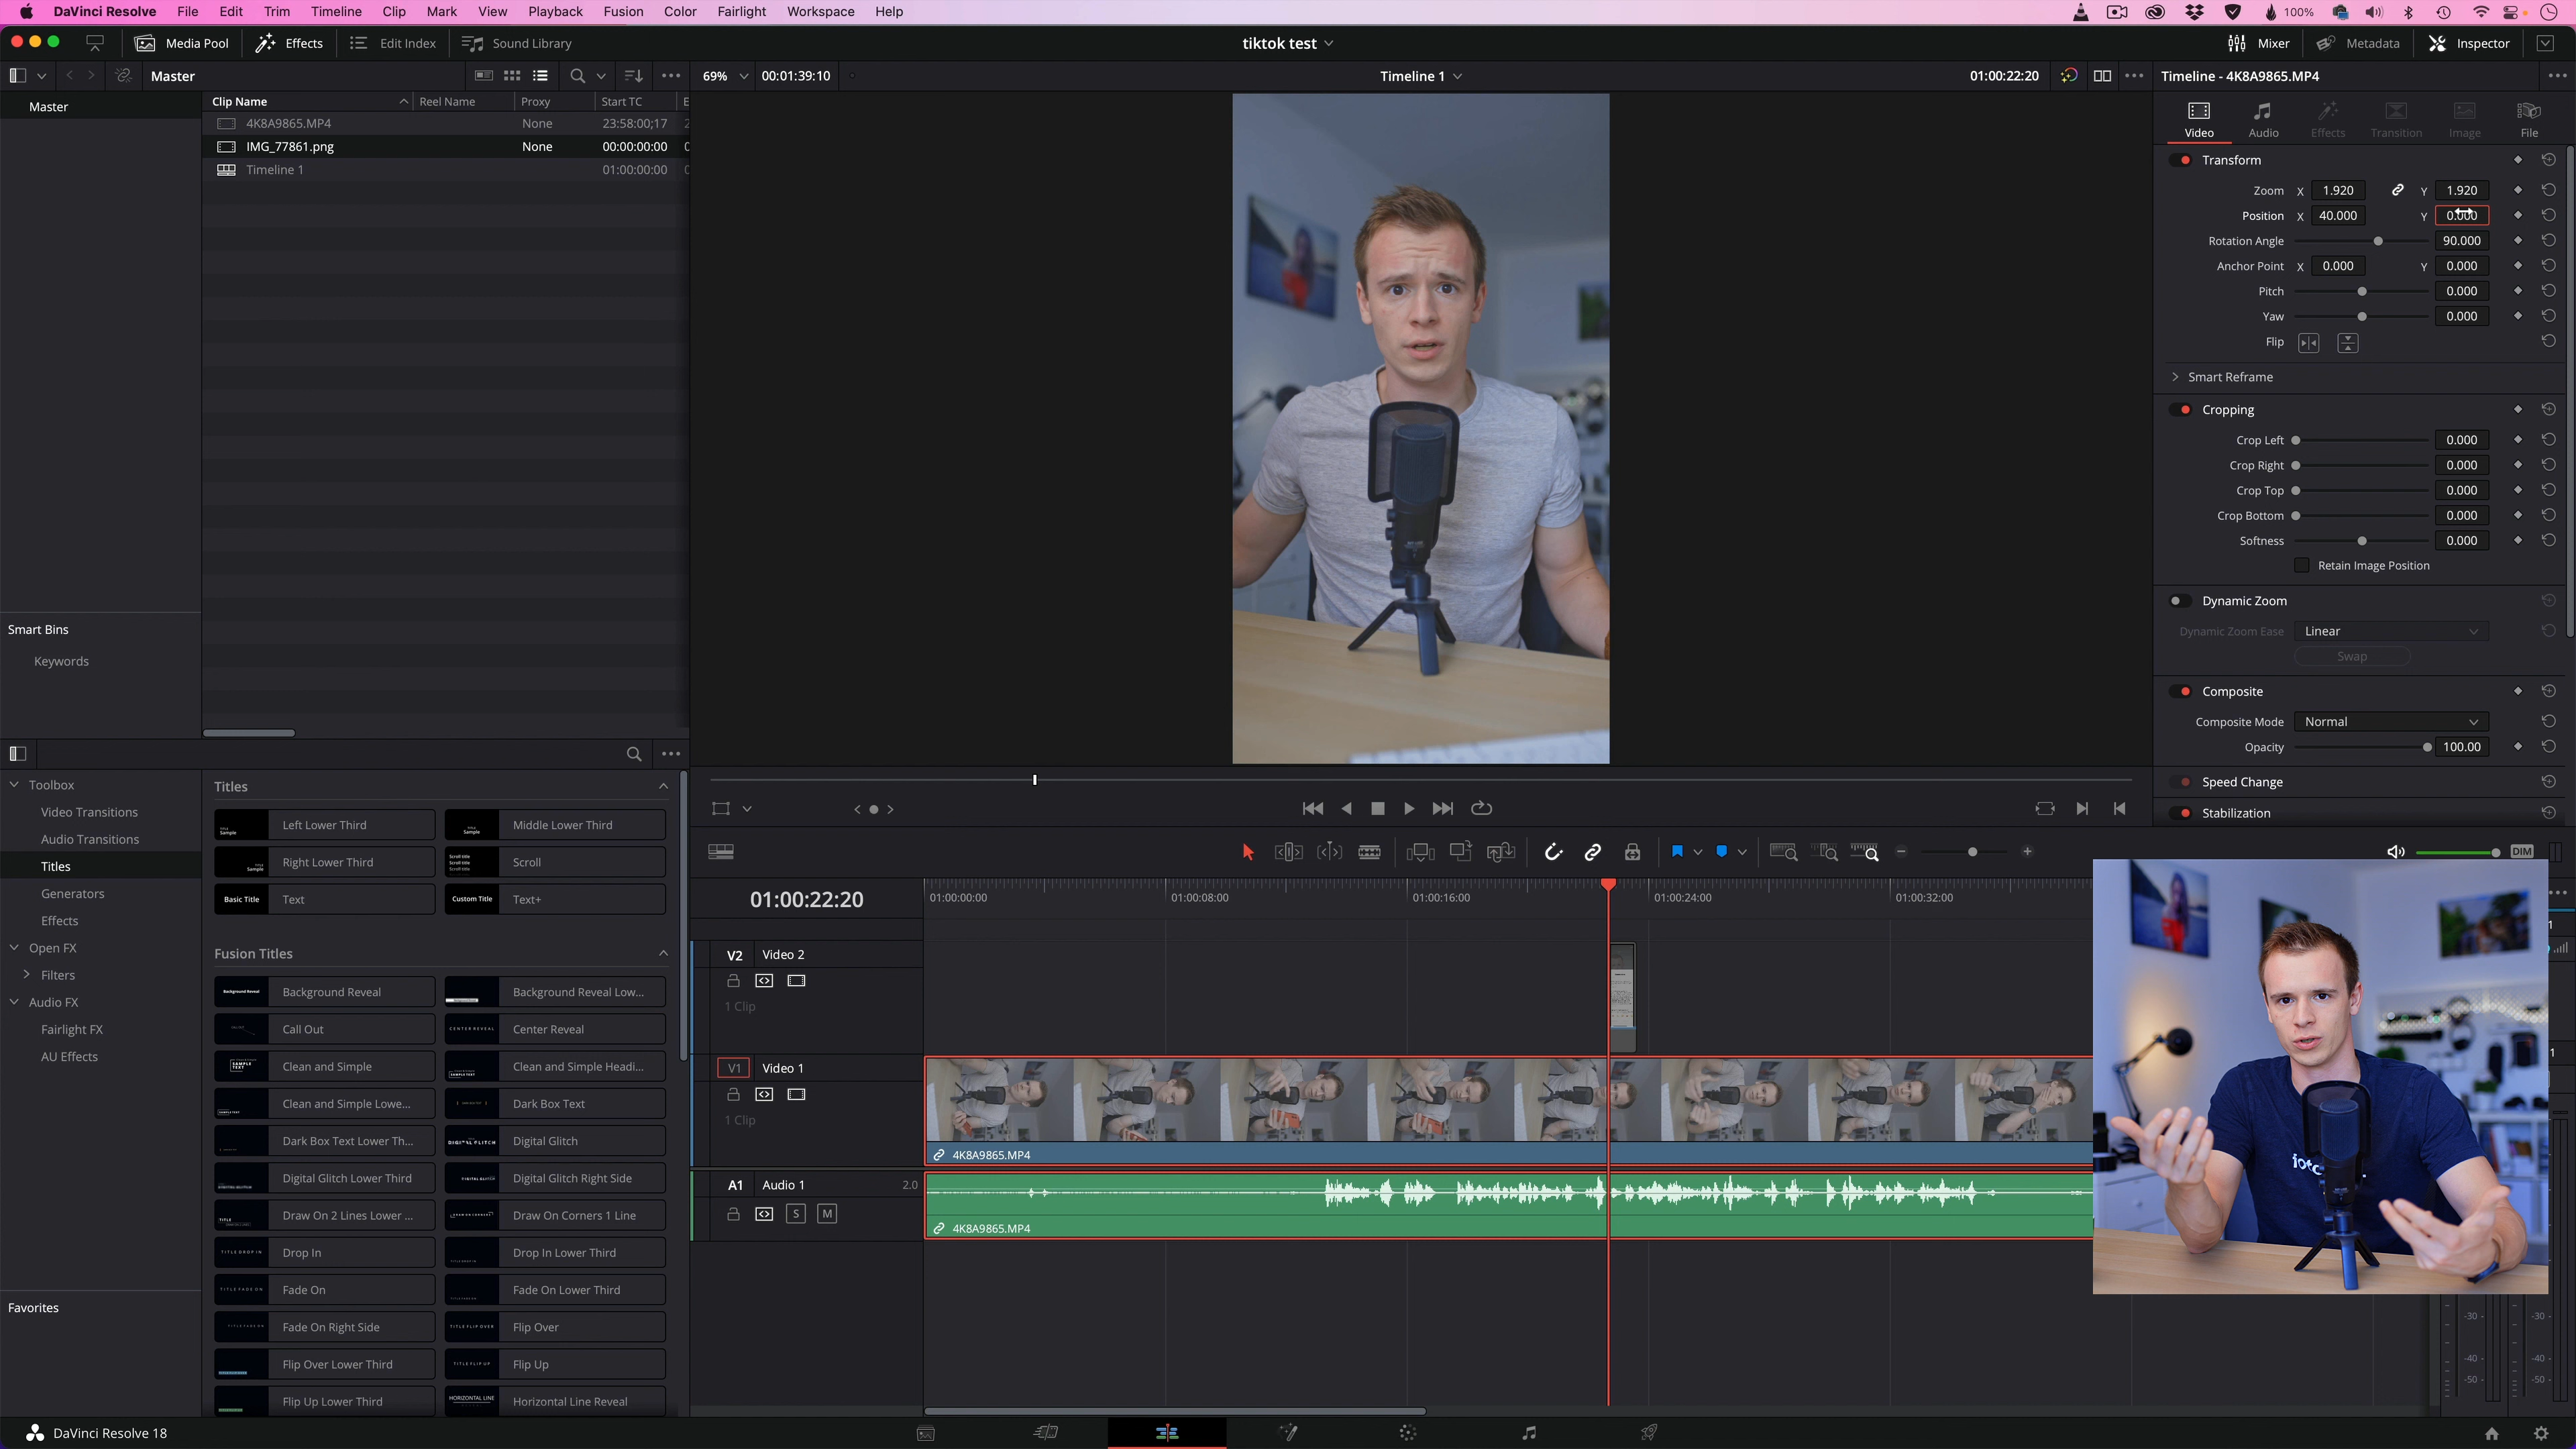 DaVinci Resolve File Edit Trim Timeline Clip Mark View Playback Fusion Color Fairlight Workspace Help 100%
Media Pool Effects Edit Index Sound Library tiktok test Mixer Metadata Inspector
Master 69% 00:01:39:10 Timeline 1 01:00:22:20 Timeline - 4K8A9865.MP4
Master
Clip Name Reel Name Proxy Start TC E
4K8A9865.MP4 None 23:58:00;17 2
IMG_77861.png None 00:00:00:00 0
Timeline 1 01:00:00:00 0
Smart Bins
Keywords
Video Audio Effects Transition Image File
Transform
Zoom X 1.920 Y 1.920
Position X 40.000 Y 0.000
Rotation Angle 90.000
Anchor Point X 0.000 Y 0.000
Pitch 0.000
Yaw 0.000
Flip
Smart Reframe
Cropping
Crop Left 0.000
Crop Right 0.000
Crop Top 0.000
Crop Bottom 0.000
Softness 0.000
Retain Image Position
Dynamic Zoom
Dynamic Zoom Ease Linear
Swap
Composite
Composite Mode Normal
Opacity 100.00
Speed Change
Stabilization
Toolbox
Video Transitions
Audio Transitions
Titles
Generators
Effects
Open FX
Filters
Audio FX
Fairlight FX
AU Effects
Favorites
Titles
Left Lower Third Middle Lower Third
Right Lower Third Scroll
Basic Title Text Custom Title Text+
Fusion Titles
Background Reveal Background Reveal Low...
Call Out Center Reveal
Clean and Simple Clean and Simple Headi...
Clean and Simple Lowe... Dark Box Text
Dark Box Text Lower Th... DIGITAL GLITCH Digital Glitch
Digital Glitch Lower Third Digital Glitch Right Side
Draw On 2 Lines Lower ... Draw On Corners 1 Line
Drop In Drop In Lower Third
Fade On Fade On Lower Third
Fade On Right Side Flip Over
Flip Over Lower Third Flip Up
Flip Up Lower Third HORIZONTAL LINE Horizontal Line Reveal
DIM
01:00:22:20 01:00:00:00 01:00:08:00 01:00:16:00 01:00:24:00 01:00:32:00
V2 Video 2
1 Clip
V1 Video 1
1 Clip
4K8A9865.MP4
A1 Audio 1 2.0
S M
4K8A9865.MP4
-30 -30
-40 -40
-50 -50
DaVinci Resolve 18